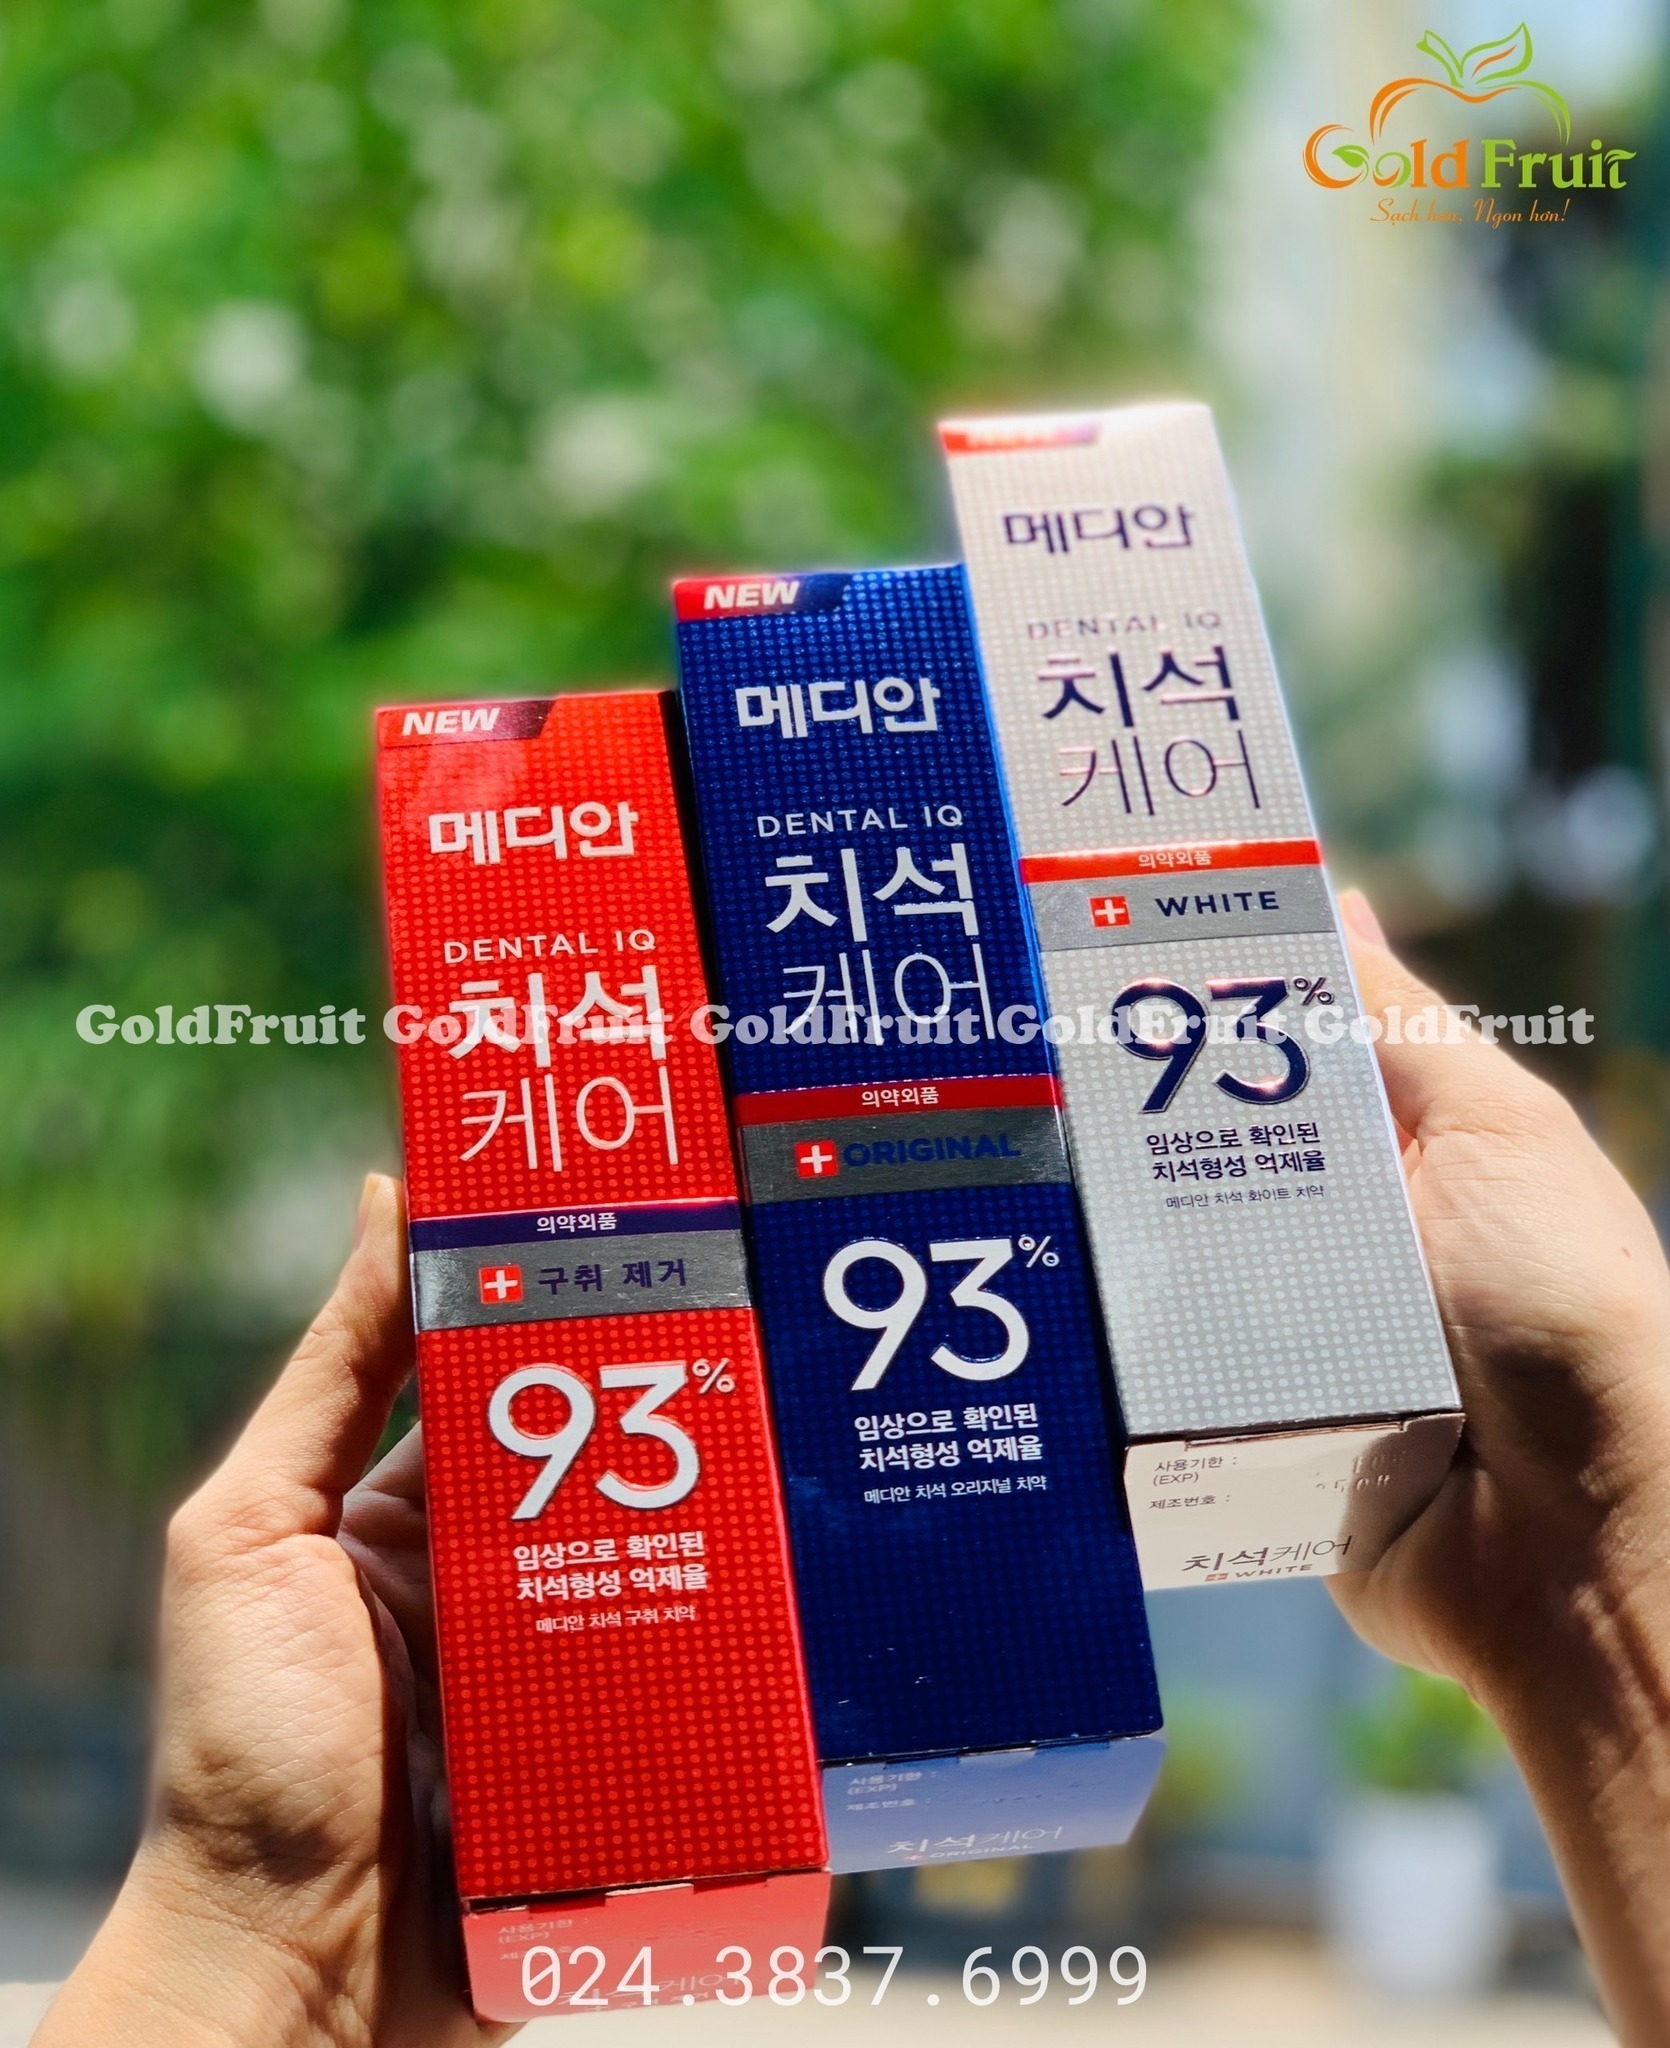 Gold Fruit
Sạch hơn, Ngon hơn!
메디안
DENTAL IQ
치석
케어
의약외품
WHITE
93%
임상으로 확인된
치석형성 억제율
메디안 치석 화이트 치약
사용기한 :
(EXP)
제조번호 :
치석케어
WHITE
NEW
메디안
DENTAL IQ
치석
케어
의약외품
ORIGINAL
93%
임상으로 확인된
치석형성 억제율
메디안 치석 오리지널 치약
사용기한 :
(EXP)
제조번호 :
치석케어
ORIGINAL
NEW
메디안
DENTAL IQ
치석
케어
의약외품
구취 제거
93%
임상으로 확인된
치석형성 억제율
메디안 치석 구취 치약
사용기한 :
(EXP)
GoldFruit GoldFruit GoldFruit GoldFruit GoldFruit
024.3837.6999